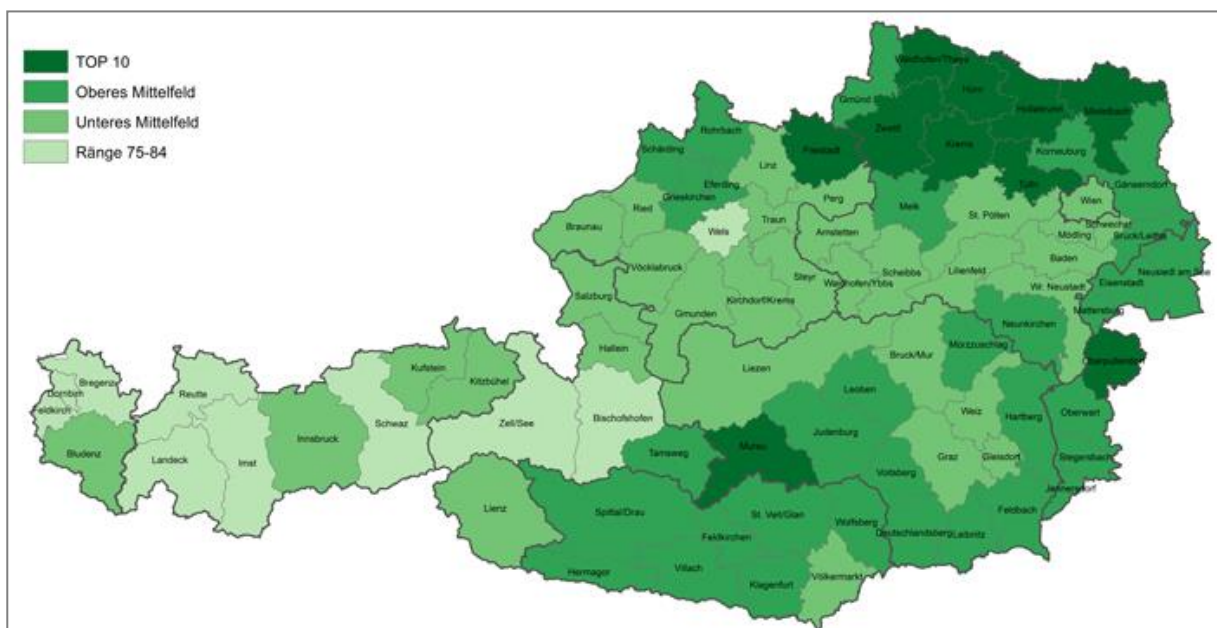 TOP 10
Oberes Mittelfeld
Unteres Mittelfeld
Ränge 75-84
Waidhofen/Thaya
Horn
Gmünd
Hollabrunn
Mistelbach
Zwettl
Rohrbach
Freistadt
Krems
Korneuburg
Schärding
Linz
Tulln
Gänserndorf
Eferding
Grieskirchen
Perg
Melk
St. Pölten
Wien
Ried
Traun
Schwechat
Braunau
Wels
Amstetten
Mödling
Bruck/Leitha
Baden
Vöcklabruck
Steyr
Scheibbs
Lilienfeld
Neusiedl am See
Waidhofen/Ybbs
Eisenstadt
Salzburg
Kirchdorf/Krems
Wr. Neustadt
Gmunden
Mattersburg
Neunkirchen
Hallein
Bruck/Mur
Mürzzuschlag
Oberpullendorf
Kufstein
Liezen
Bregenz
Kitzbühel
Dornbirn
Reutte
Leoben
Feldkirch
Bischofshofen
Weiz
Hartberg
Oberwart
Schwaz
Zell/See
Innsbruck
Judenburg
Murau
Bludenz
Landeck
Imst
Tamsweg
Graz
Gleisdorf
Voitsberg
Jennersdorf
Lienz
Spittal/Drau
St. Veit/Glan
Feldbach
Wolfsberg
Feldkirchen
Deutschlandsberg
Leibnitz
Hermagor
Villach
Völkermarkt
Klagenfurt